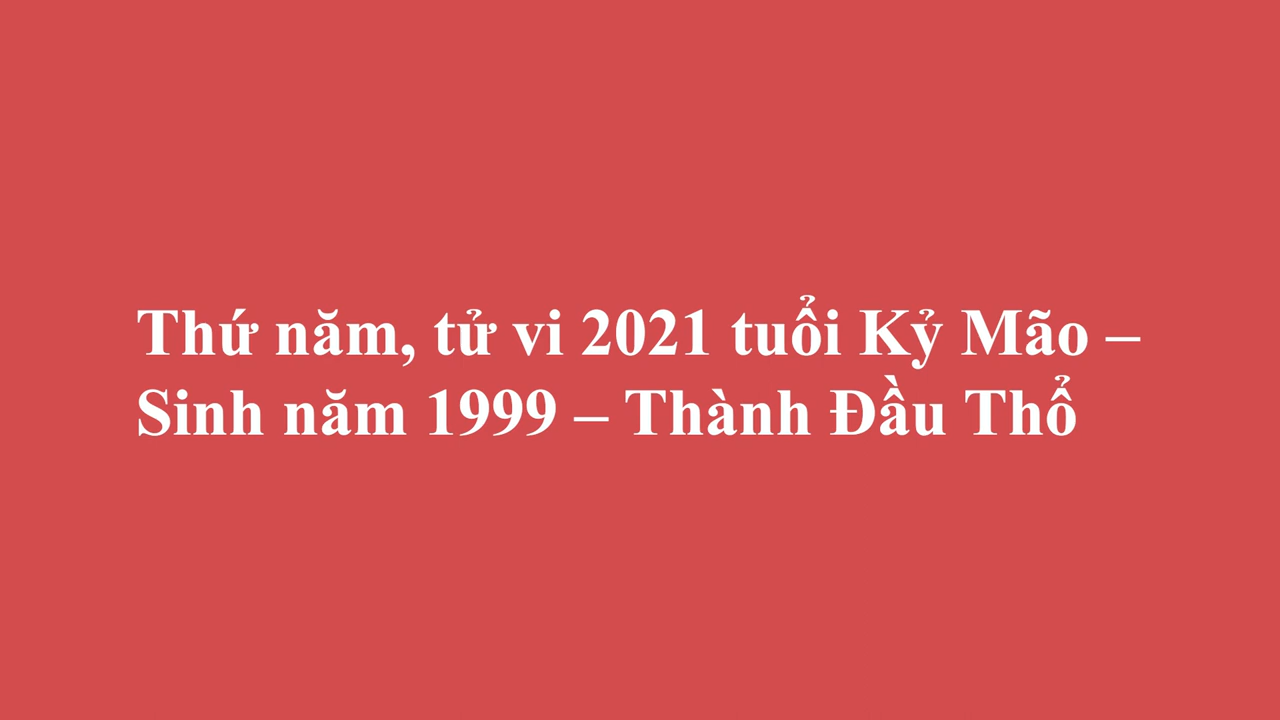 Thứ năm, tử vi 2021 tuổi Kỷ Mão –
Sinh năm 1999 – Thành Đầu Thổ